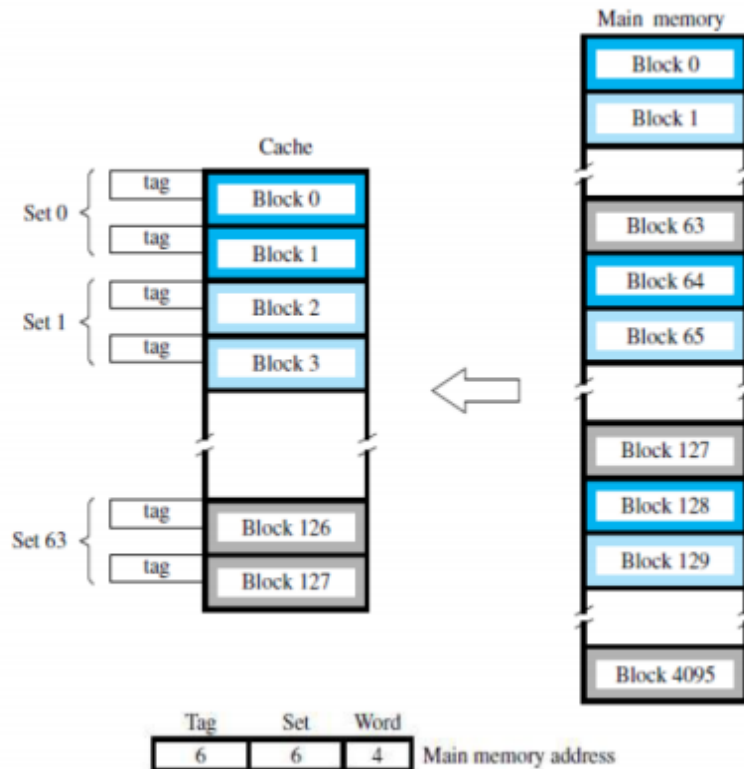 Main memory
Block 0
Block 1
Cache
tag
Block 0
Block 63
Set 0
tag
Block 1
Block 64
tag
Block 2
Block 65
Set 1
tag
Block 3
Block 127
tag
Block 126
Block 128
Set 63
tag
Block 127
Block 129
Block 4095
Tag Set Word
6 6 4 Main memory address